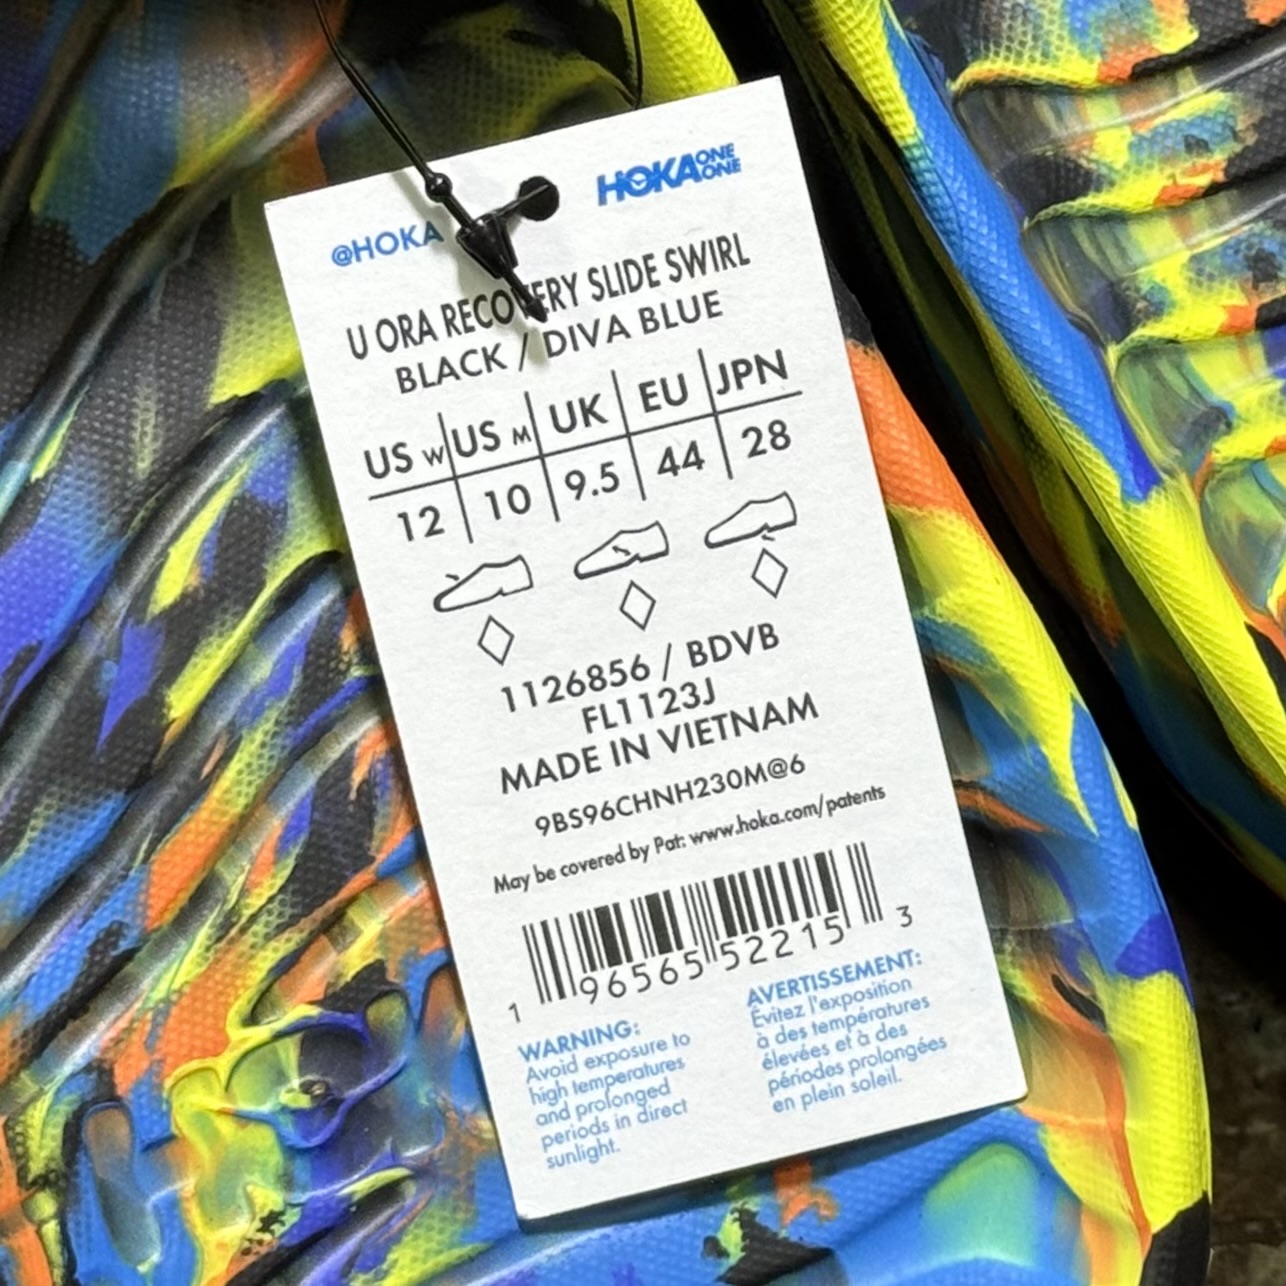 @HOKA
HOKA ONE ONE
U ORA RECOVERY SLIDE SWIRL
BLACK / DIVA BLUE
US W US M UK EU JPN
12 10 9.5 44 28
1126856 / BDVB
FL1123J
MADE IN VIETNAM
9BS96CHNH230M@6
May be covered by Pat: www.hoka.com/patents
1 96565 52215 3
WARNING:
Avoid exposure to
high temperatures
and prolonged
periods in direct
sunlight.
AVERTISSEMENT:
Évitez l'exposition
à des températures
élevées et à des
périodes prolongées
en plein soleil.